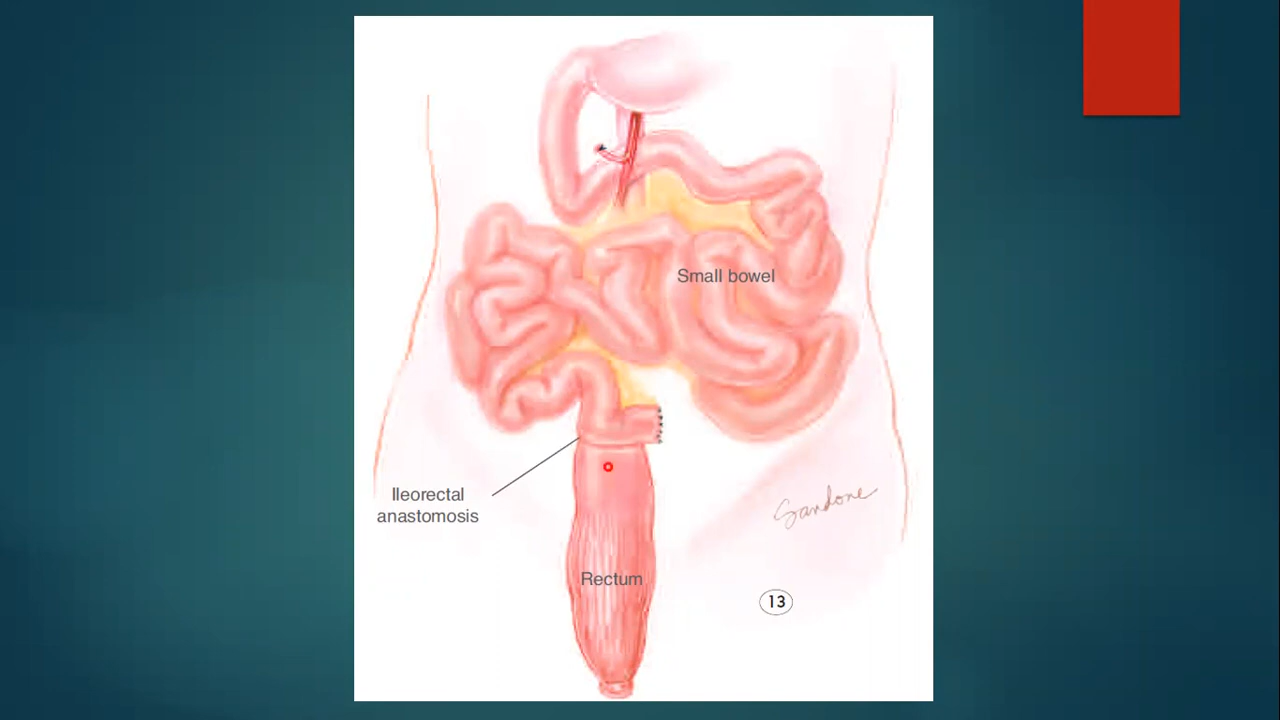 Small bowel
Ileorectal
anastomosis
Sandone
Rectum
13